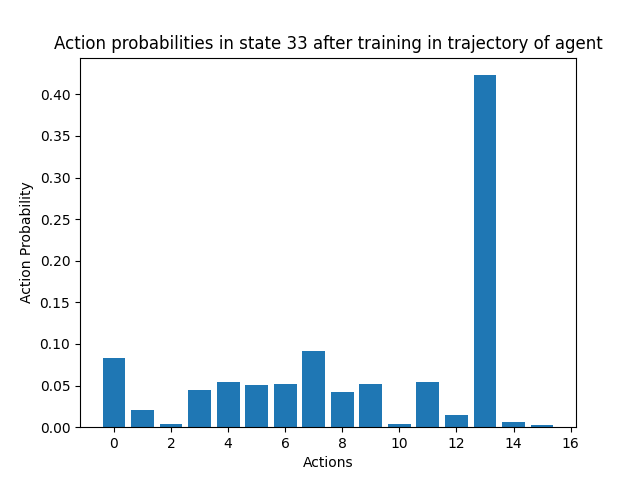 Action probabilities in state 33 after training in trajectory of agent
Action Probability
0.40
0.35
0.30
0.25
0.20
0.15
0.10
0.05
0.00
0 2 4 6 8 10 12 14 16
Actions